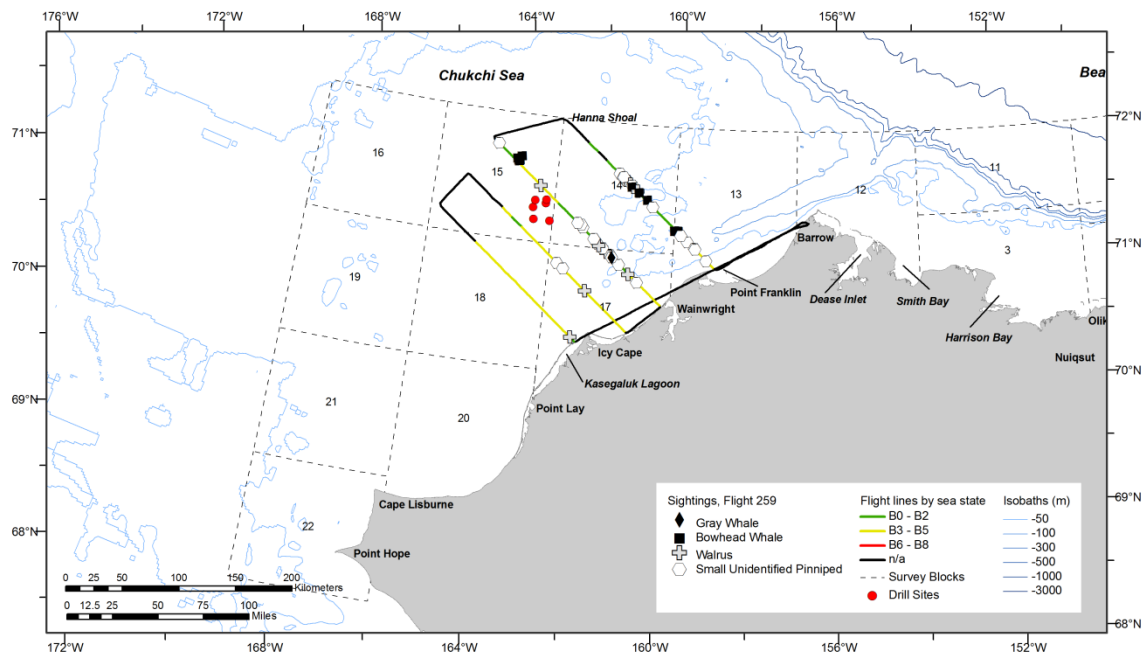 176°W 172°W 168°W 164°W 160°W 156°W 152°W
Chukchi Sea
Bea
72°N
71°N
Hanna Shoal
16
15
14
13
12
11
3
71°N
Barrow
Dease Inlet
Smith Bay
Harrison Bay
Olik
Nuiqsut
Point Franklin
Wainwright
70°N
19
18
17
Icy Cape
Kasegaluk Lagoon
70°N
69°N
21
20
Point Lay
Cape Lisburne
69°N
68°N
22
Point Hope
0 25 50 100 150 200
Kilometers
0 12.5 25 50 75 100
Miles
Sightings, Flight 259
Gray Whale
Bowhead Whale
Walrus
Small Unidentified Pinniped
Flight lines by sea state
B0 - B2
B3 - B5
B6 - B8
n/a
Survey Blocks
Drill Sites
Isobaths (m)
-50
-100
-300
-500
-1000
-3000
68°N
172°W 168°W 164°W 160°W 156°W 152°W